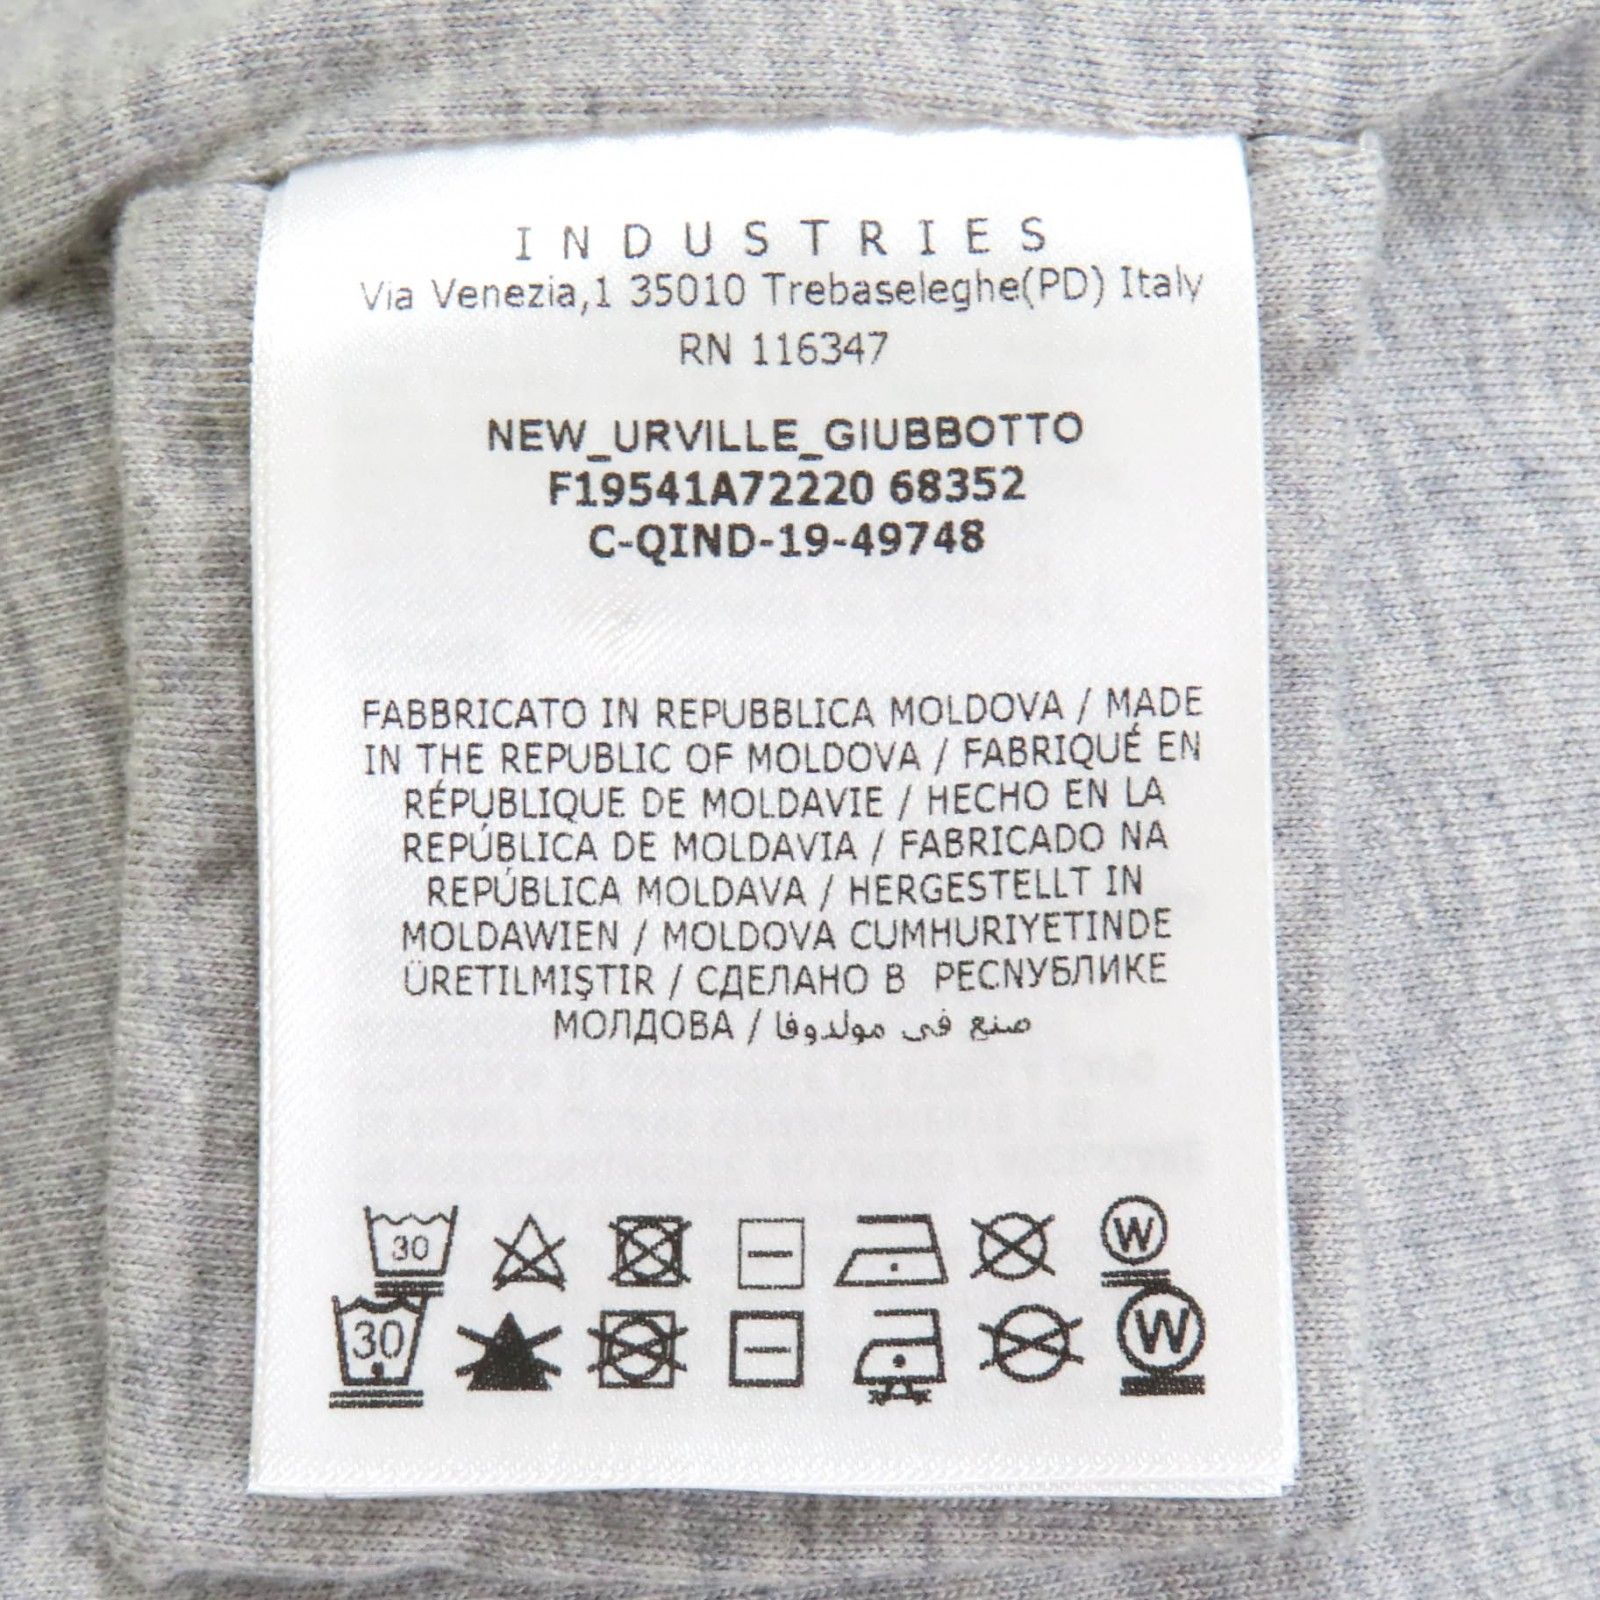 INDUSTRIES
Via Venezia,1 35010 Trebaseleghe(PD) Italy
RN 116347
NEW_URVILLE_GIUBBOTTO
F19541A72220 68352
C-QIND-19-49748
FABBRICATO IN REPUBBLICA MOLDOVA / MADE
IN THE REPUBLIC OF MOLDOVA / FABRIQUÉ EN
RÉPUBLIQUE DE MOLDAVIE / HECHO EN LA
REPÚBLICA DE MOLDAVIA / FABRICADO NA
REPÚBLICA MOLDAVA / HERGESTELLT IN
MOLDAWIEN / MOLDOVA CUMHURIYETINDE
ÜRETILMIŞTIR / СДЕЛАНО В РЕСNУБЛИКЕ
МОЛДОВА / صنع في مولدوفا
30 W
30 W